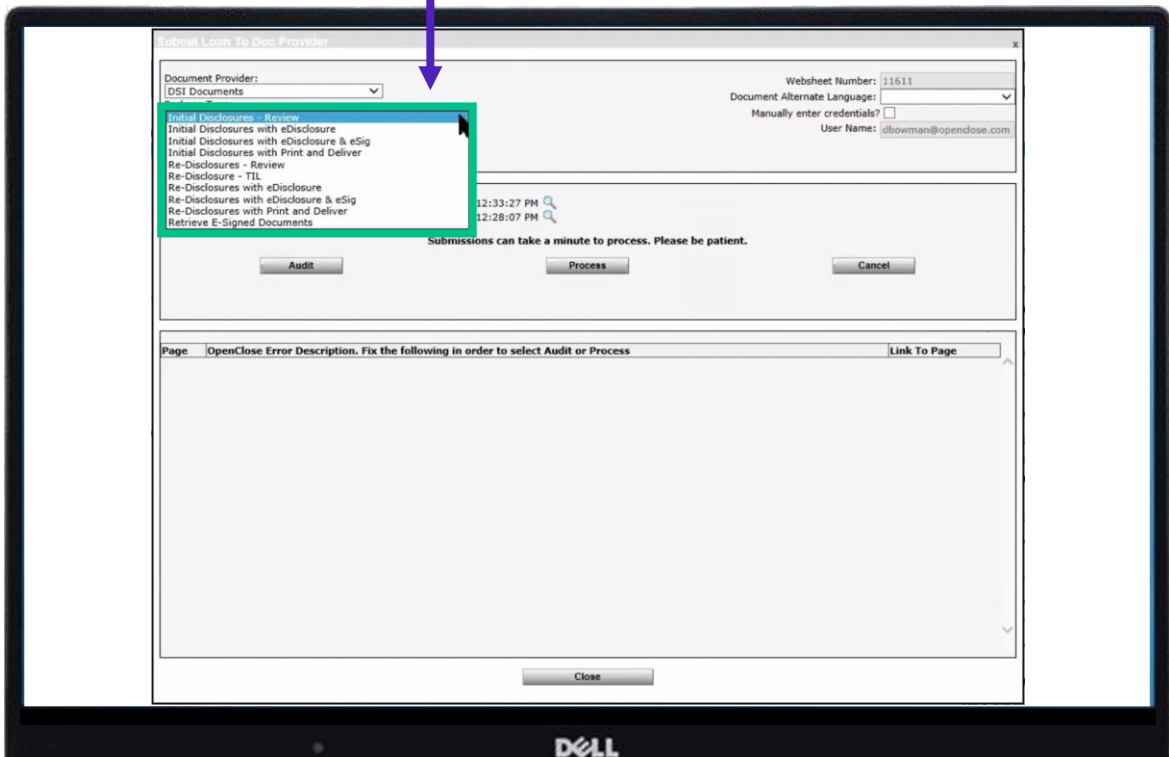 Submit Loan To Doc Provider
x
Document Provider:
DSI Documents
Websheet Number: 11611
Document Alternate Language:
Manually enter credentials?
User Name: dbowman@openclose.com
Initial Disclosures - Review
Initial Disclosures with eDisclosure
Initial Disclosures with eDisclosure & eSig
Initial Disclosures with Print and Deliver
Re-Disclosures - Review
Re-Disclosure - TIL
Re-Disclosures with eDisclosure
Re-Disclosures with eDisclosure & eSig
Re-Disclosures with Print and Deliver
Retrieve E-Signed Documents
12:33:27 PM
12:28:07 PM
Submissions can take a minute to process. Please be patient.
Audit Process Cancel
Page OpenClose Error Description. Fix the following in order to select Audit or Process Link To Page
Close
DELL